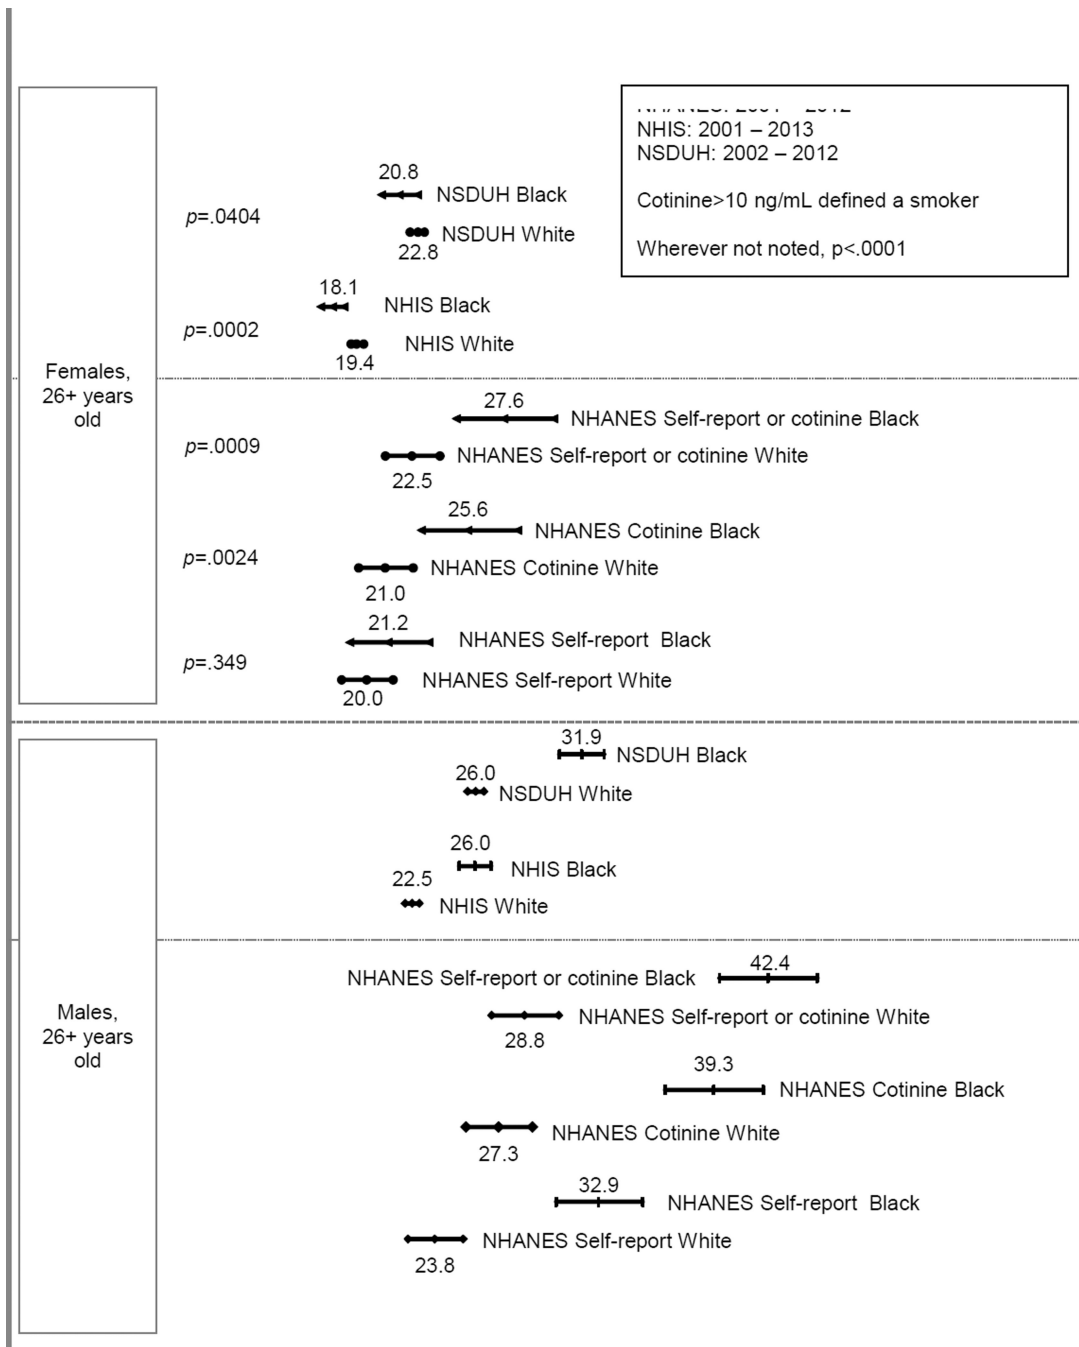 NHIS: 2001 – 2013
NSDUH: 2002 – 2012
Cotinine>10 ng/mL defined a smoker
Wherever not noted, p<.0001
Females,
26+ years
old
20.8
NSDUH Black
p=.0404
NSDUH White
22.8
18.1
NHIS Black
p=.0002
NHIS White
19.4
27.6
NHANES Self-report or cotinine Black
p=.0009
NHANES Self-report or cotinine White
22.5
25.6
NHANES Cotinine Black
p=.0024
NHANES Cotinine White
21.0
21.2
NHANES Self-report Black
p=.349
NHANES Self-report White
20.0
Males,
26+ years
old
31.9
NSDUH Black
26.0
NSDUH White
26.0
NHIS Black
22.5
NHIS White
42.4
NHANES Self-report or cotinine Black
NHANES Self-report or cotinine White
28.8
39.3
NHANES Cotinine Black
NHANES Cotinine White
27.3
32.9
NHANES Self-report Black
NHANES Self-report White
23.8